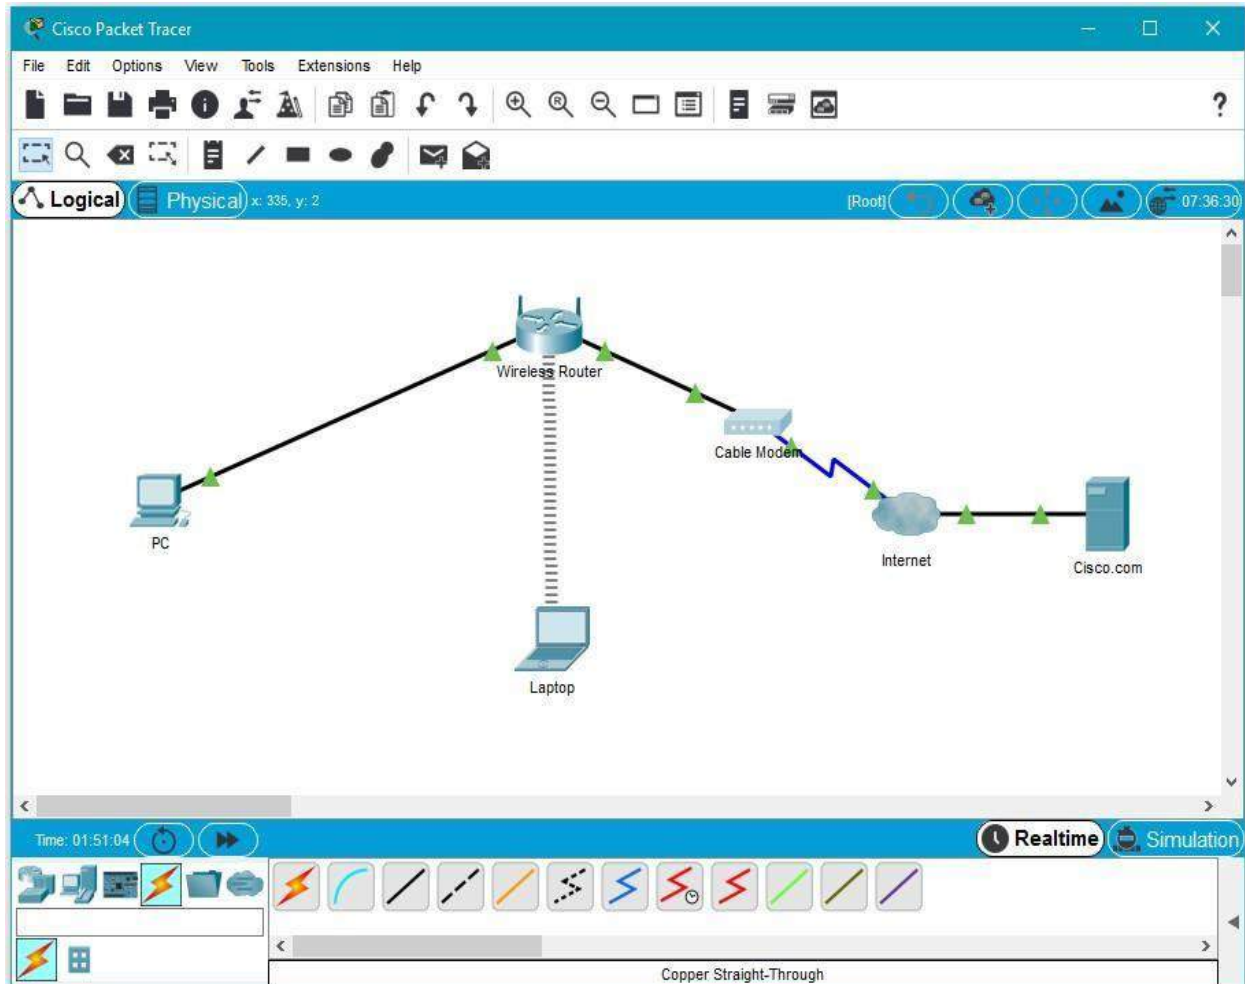 Cisco Packet Tracer
File Edit Options View Tools Extensions Help
R
?
Logical Physical x: 335, y: 2 [Root] 07:36:30
Wireless Router
Cable Modem
PC
Internet
Cisco.com
Laptop
Time: 01:51:04 Realtime Simulation
Copper Straight-Through